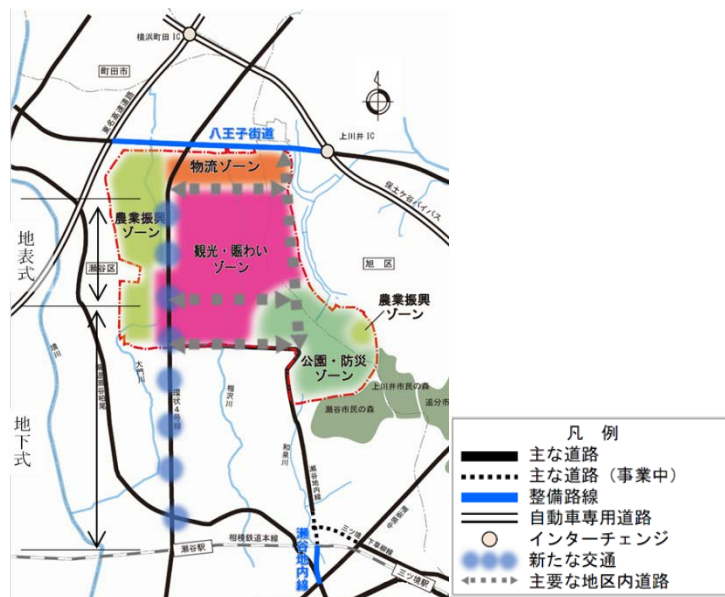 横浜町田IC
町田市
東名高速道路
八王子街道
上川井IC
物流ゾーン
保土ケ谷バイパス
農業振興
ゾーン
地表式
瀬谷区
観光・賑わい
ゾーン
旭区
農業振興
ゾーン
公園・防災
ゾーン
境川
大門川
相沢川
環状4号線
和泉川
上川井市民の森
瀬谷市民の森
追分市
地下式
瀬谷地内線
中原街道
三ツ境下草柳線
瀬谷駅
相模鉄道本線
瀬谷地内線
三ツ境駅
凡例
主な道路
主な道路（事業中）
整備路線
自動車専用道路
インターチェンジ
新たな交通
主要な地区内道路